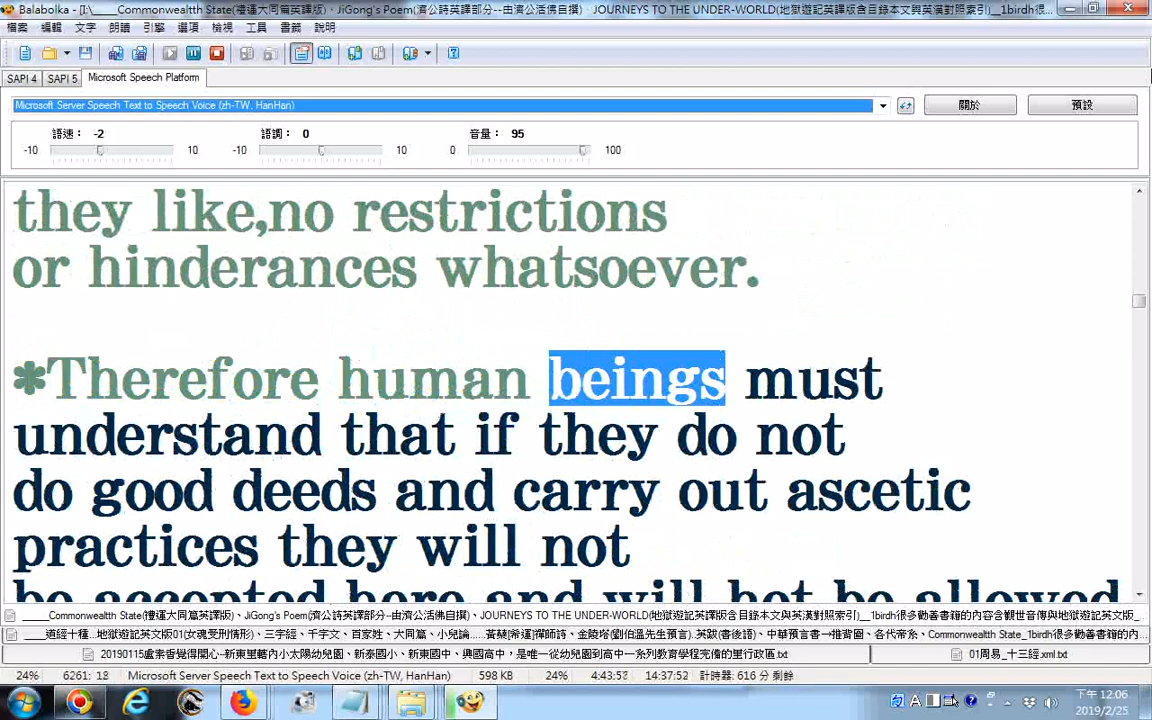 Balabolka - [I:\_____Commonwealtth State(禮運大同篇英譯版)、JiGong's Poem(濟公詩英譯部分--由濟公活佛自撰)、JOURNEYS TO THE UNDER-WORLD(地獄遊記英譯版含目錄本文與英漢對照索引)__1birdh很...
檔案 編輯 文字 朗讀 引擎 選項 檢視 工具 書籤 說明
SAPI 4 SAPI 5 Microsoft Speech Platform
Microsoft Server Speech Text to Speech Voice (zh-TW, HanHan)
關於 預設
語速： -2 語調： 0 音量： 95
-10 10 -10 10 0 100
they like,no restrictions
or hinderances whatsoever.
*Therefore human beings must
understand that if they do not
do good deeds and carry out ascetic
practices they will not
be accepted here and will hot be allowed
_____Commonwealtth State(禮運大同篇英譯版)、JiGong's Poem(濟公詩英譯部分--由濟公活佛自撰)、JOURNEYS TO THE UNDER-WORLD(地獄遊記英譯版含目錄本文與英漢對照索引)__1birdh很多勸善書籍的內容含觀世音傳與地獄遊記英文版_
_____道經十種...地獄遊記英文版01(女魂受刑情形)、三字經、千字文、百家姓、大同篇、小兒論......黃蘗[希運]禪師詩、金陵塔(劉伯溫先生預言).英敔(書後語)、中華預言書---推背圖、各代帝系、Commonwealth State_1birdh很多勸善書籍的內...
20190115盧素香覺得開心--新東里轄內小太陽幼兒園、新泰國小、新東國中、興國高中，是唯一從幼兒園到高中一系列教育學程完備的里行政區.txt 01周易_十三經.xml.txt
24% 6261: 18 Microsoft Server Speech Text to Speech Voice (zh-TW, HanHan) 598 KB 24% 4:43:53 14:37:52 計時器： 616 分 剩餘
下午 12:06
2019/2/25